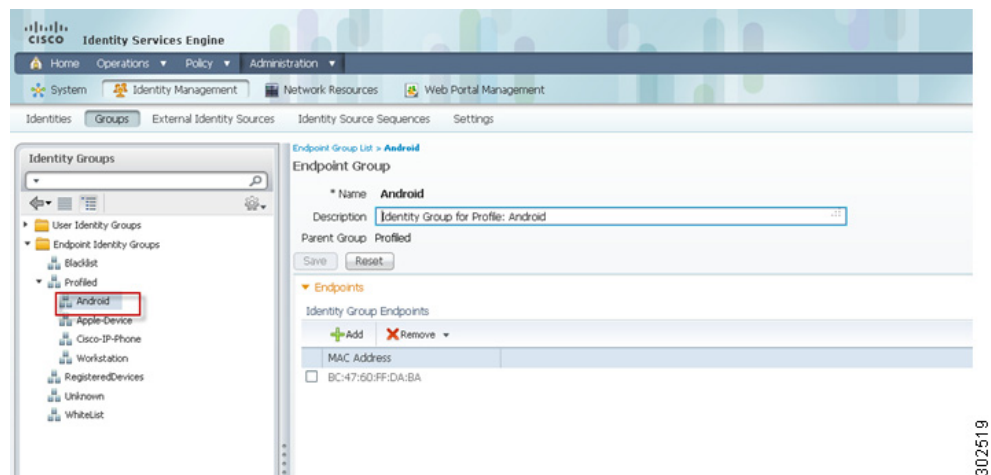 CISCO Identity Services Engine
Home Operations Policy Administration
System Identity Management Network Resources Web Portal Management
Identities Groups External Identity Sources Identity Source Sequences Settings
Identity Groups
User Identity Groups
Endpoint Identity Groups
Blacklist
Profiled
Android
Apple-Device
Cisco-IP-Phone
Workstation
RegisteredDevices
Unknown
WhiteList
Endpoint Group List > Android
Endpoint Group
* Name Android
Description Identity Group for Profile: Android
Parent Group Profiled
Save Reset
Endpoints
Identity Group Endpoints
Add Remove
MAC Address
BC:47:60:FF:DA:BA
302519